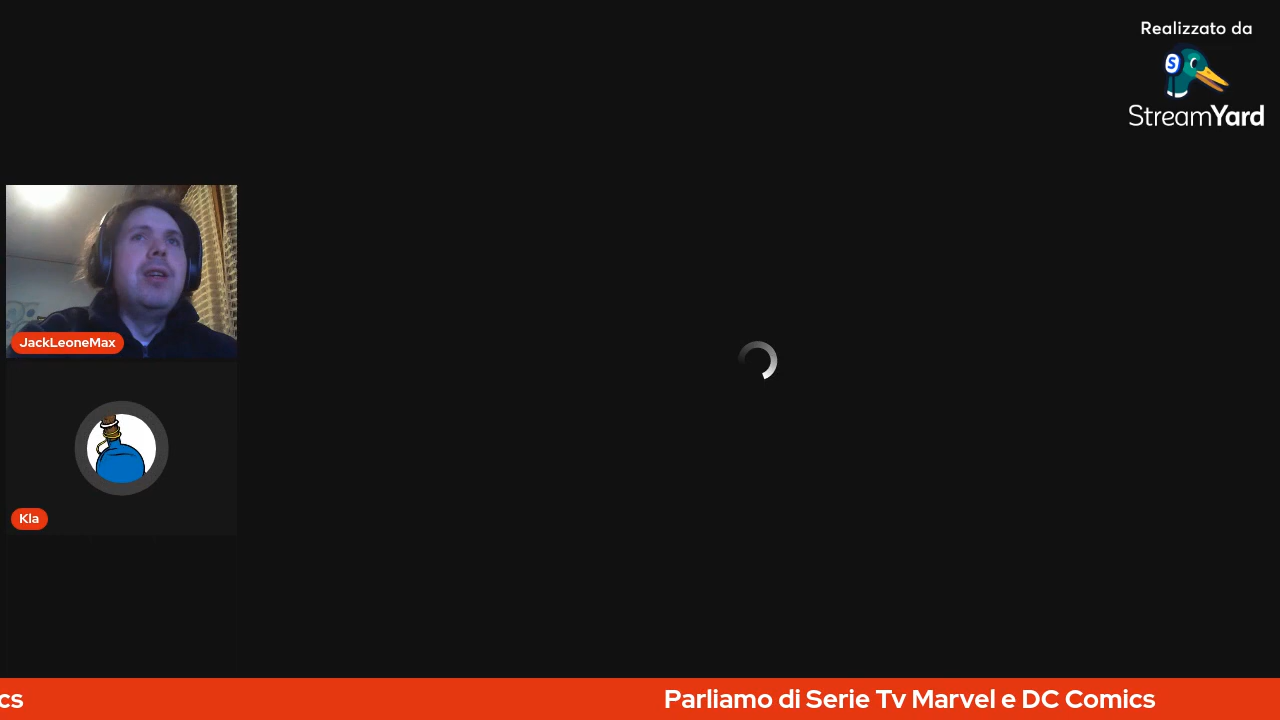 Realizzato da
S
StreamYard
JackLeoneMax
Kla
cs
Parliamo di Serie Tv Marvel e DC Comics